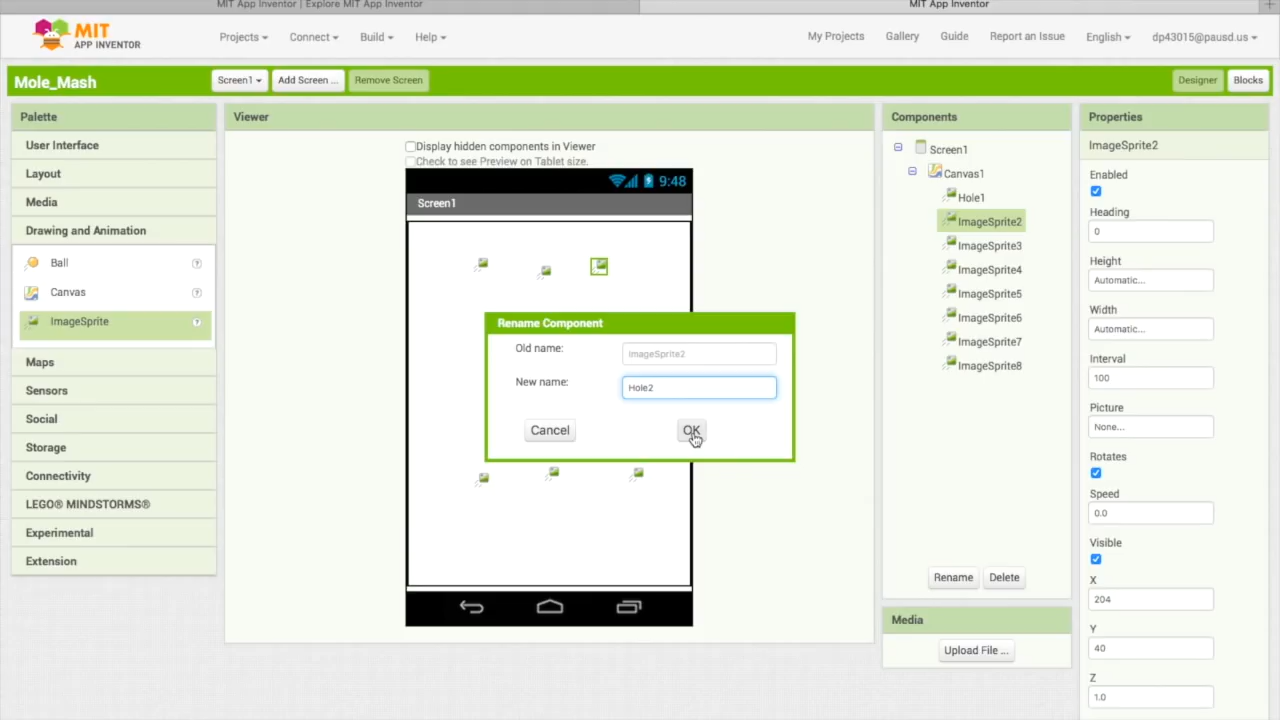 MIT App Inventor | Explore MIT App Inventor
MIT App Inventor
MIT
APP INVENTOR
Projects
Connect
Build
Help
My Projects
Gallery
Guide
Report an Issue
English
dp43015@pausd.us
Mole_Mash
Screen1
Add Screen ...
Remove Screen
Designer
Blocks
Palette
User Interface
Layout
Media
Drawing and Animation
Ball
?
Canvas
?
ImageSprite
?
Maps
Sensors
Social
Storage
Connectivity
LEGO® MINDSTORMS®
Experimental
Extension
Viewer
Display hidden components in Viewer
Check to see Preview on Tablet size.
9:48
Screen1
Rename Component
Old name:
ImageSprite2
New name:
Hole2
Cancel
OK
Components
Screen1
Canvas1
Hole1
ImageSprite2
ImageSprite3
ImageSprite4
ImageSprite5
ImageSprite6
ImageSprite7
ImageSprite8
Rename
Delete
Media
Upload File ...
Properties
ImageSprite2
Enabled
Heading
0
Height
Automatic...
Width
Automatic...
Interval
100
Picture
None...
Rotates
Speed
0.0
Visible
X
204
Y
40
Z
1.0